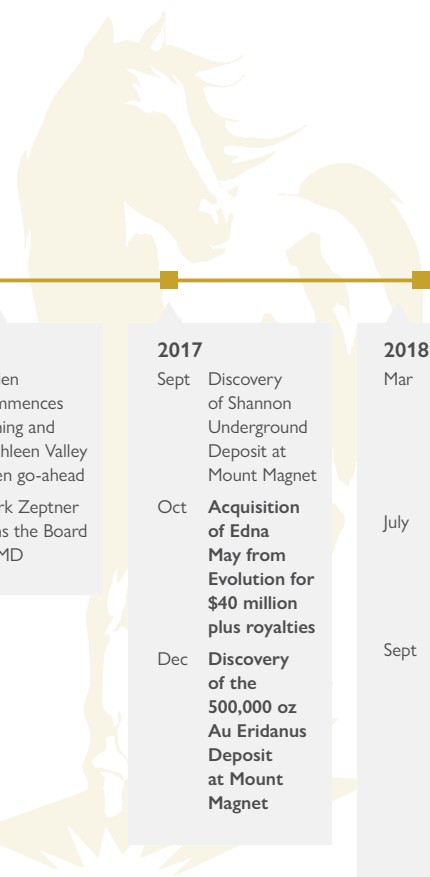 mmences
and
hleen Valley
en go-ahead
rk Zeptner
s the Board
MD
2017
Sept Discovery
of Shannon
Underground
Deposit at
Mount Magnet
Oct Acquisition
of Edna
May from
Evolution for
$40 million
plus royalties
Dec Discovery
of the
500,000 oz
Au Eridanus
Deposit
at Mount
Magnet
2018
Mar
July
Sept